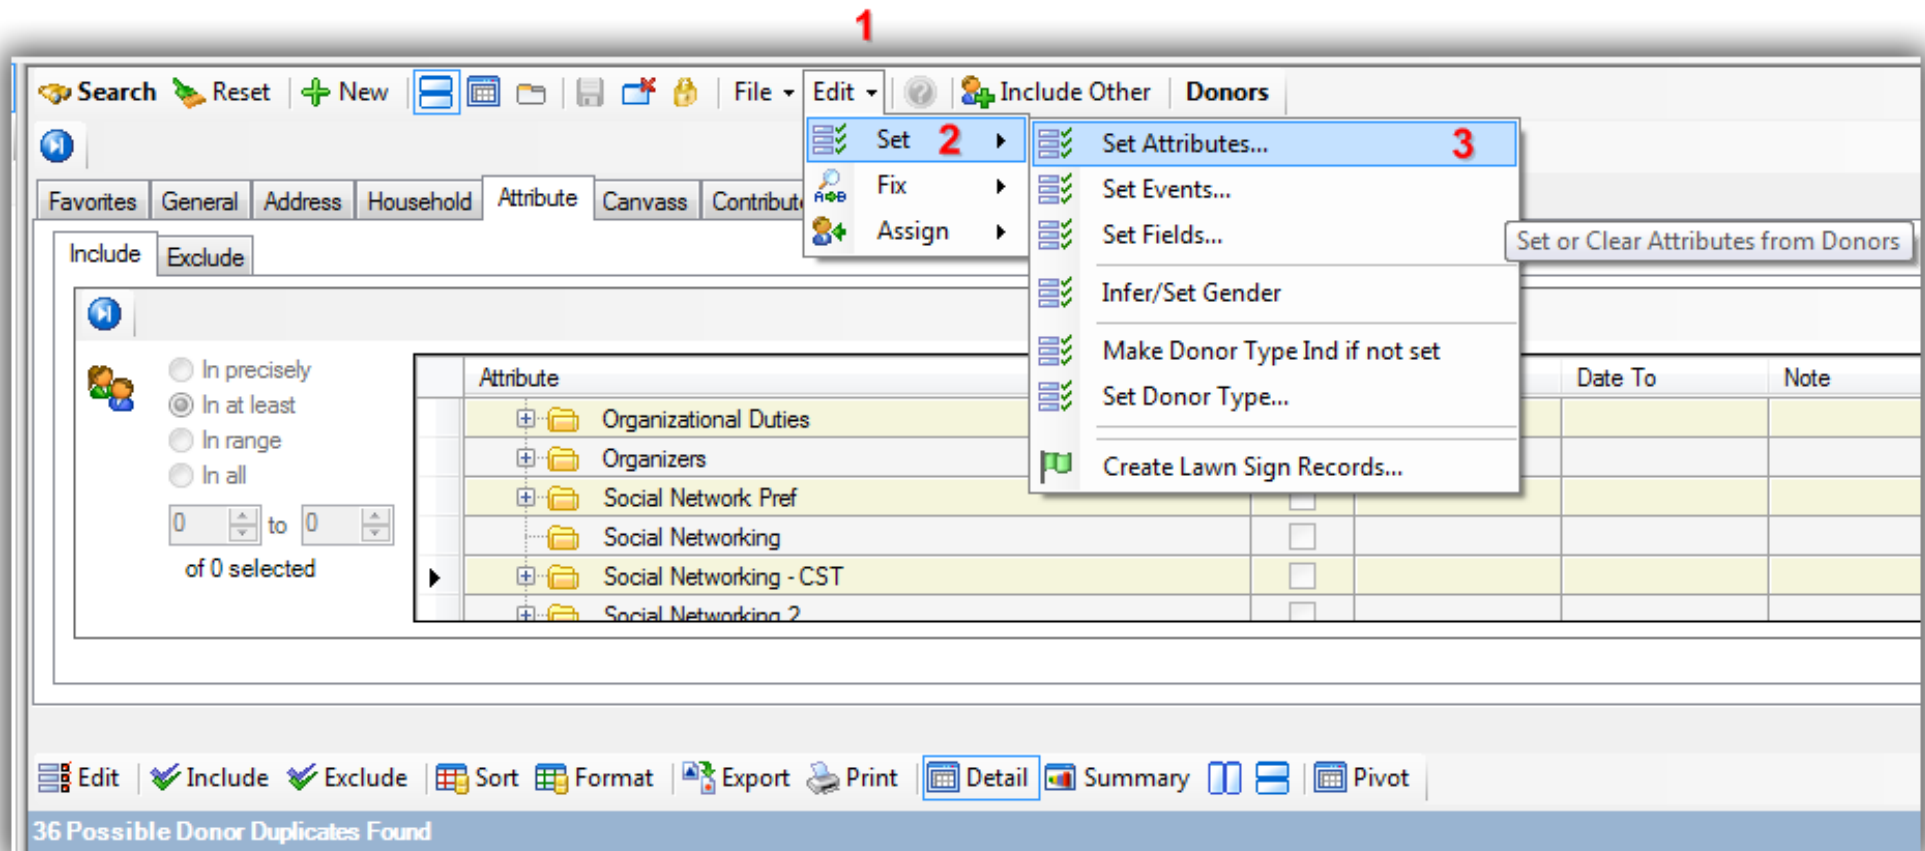 1
Search Reset New File Edit Include Other Donors
Set 2 Set Attributes... 3
Fix Set Events...
Assign Set Fields...
Set or Clear Attributes from Donors
Infer/Set Gender
Make Donor Type Ind if not set
Set Donor Type...
Create Lawn Sign Records...
Favorites General Address Household Attribute Canvass
Include Exclude
In precisely
In at least
In range
In all
0 to 0
of 0 selected
Attribute Date To Note
Organizational Duties
Organizers
Social Network Pref
Social Networking
Social Networking - CST
Social Networking 2
Edit Include Exclude Sort Format Export Print Detail Summary Pivot
36 Possible Donor Duplicates Found